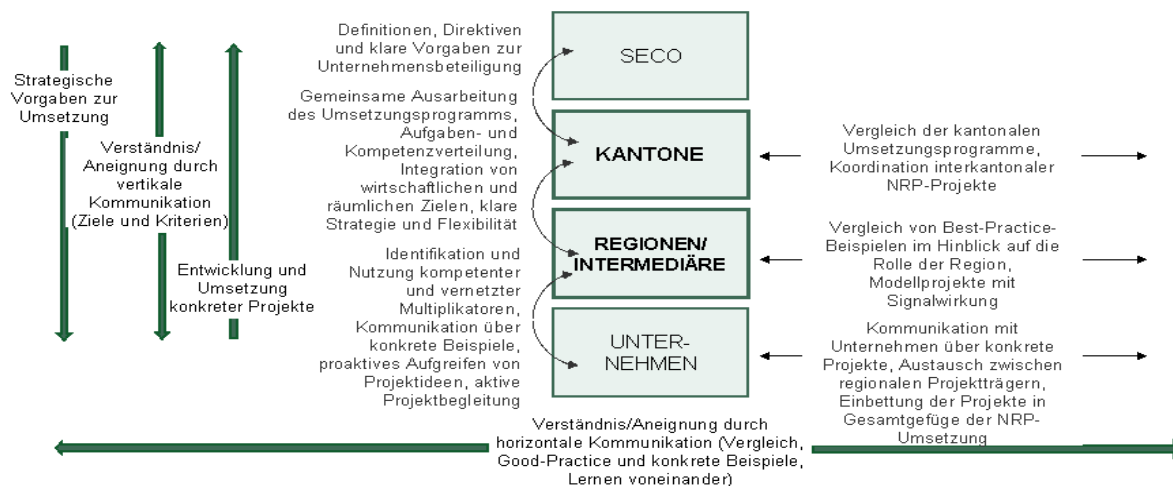 Strategische
Vorgaben zur
Umsetzung
Verständnis/
Aneignung durch
vertikale
Kommunikation
(Ziele und Kriterien)
Entwicklung und
Umsetzung
konkreter Projekte
Definitionen, Direktiven
und klare Vorgaben zur
Unternehmensbeteiligung
Gemeinsame Ausarbeitung
des Umsetzungsprogramms,
Aufgaben- und
Kompetenzverteilung,
Integration von
wirtschaftlichen und
räumlichen Zielen, klare
Strategie und Flexibilität
Identifikation und
Nutzung kompetenter
und vernetzter
Multiplikatoren,
Kommunikation über
konkrete Beispiele,
proaktives Aufgreifen von
Projektideen, aktive
Projektbegleitung
SECO
KANTONE
REGIONEN/
INTERMEDIÄRE
UNTER-
NEHMEN
Vergleich der kantonalen
Umsetzungsprogramme,
Koordination interkantonaler
NRP-Projekte
Vergleich von Best-Practice-
Beispielen im Hinblick auf die
Rolle der Region,
Modellprojekte mit
Signalwirkung
Kommunikation mit
Unternehmen über konkrete
Projekte, Austausch zwischen
regionalen Projektträgern,
Einbettung der Projekte in
Gesamtgefüge der NRP-
Umsetzung
Verständnis/Aneignung durch
horizontale Kommunikation (Vergleich,
Good-Practice und konkrete Beispiele,
Lernen voneinander)